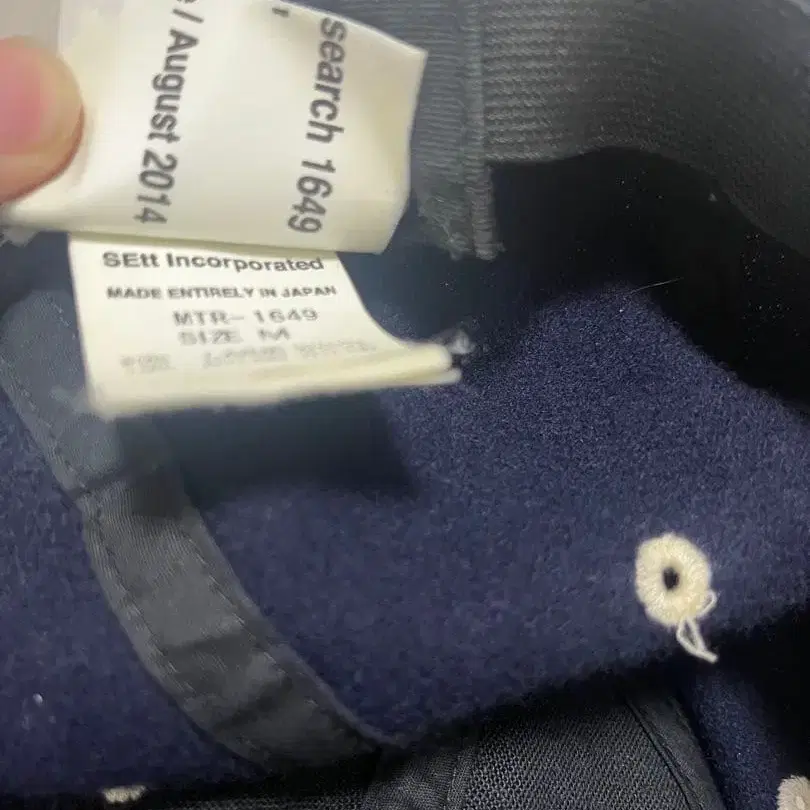 search 1649
/ August 2014
SEtt Incorporated
MADE ENTIRELY IN JAPAN
MTR-1649
SIZE M